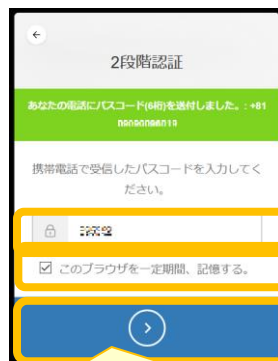 2段階認証
あなたの電話にパスコード(6桁)を送付しました。: +81
携帯電話で受信したパスコードを入力してく
ださい。
このブラウザを一定期間、記憶する。